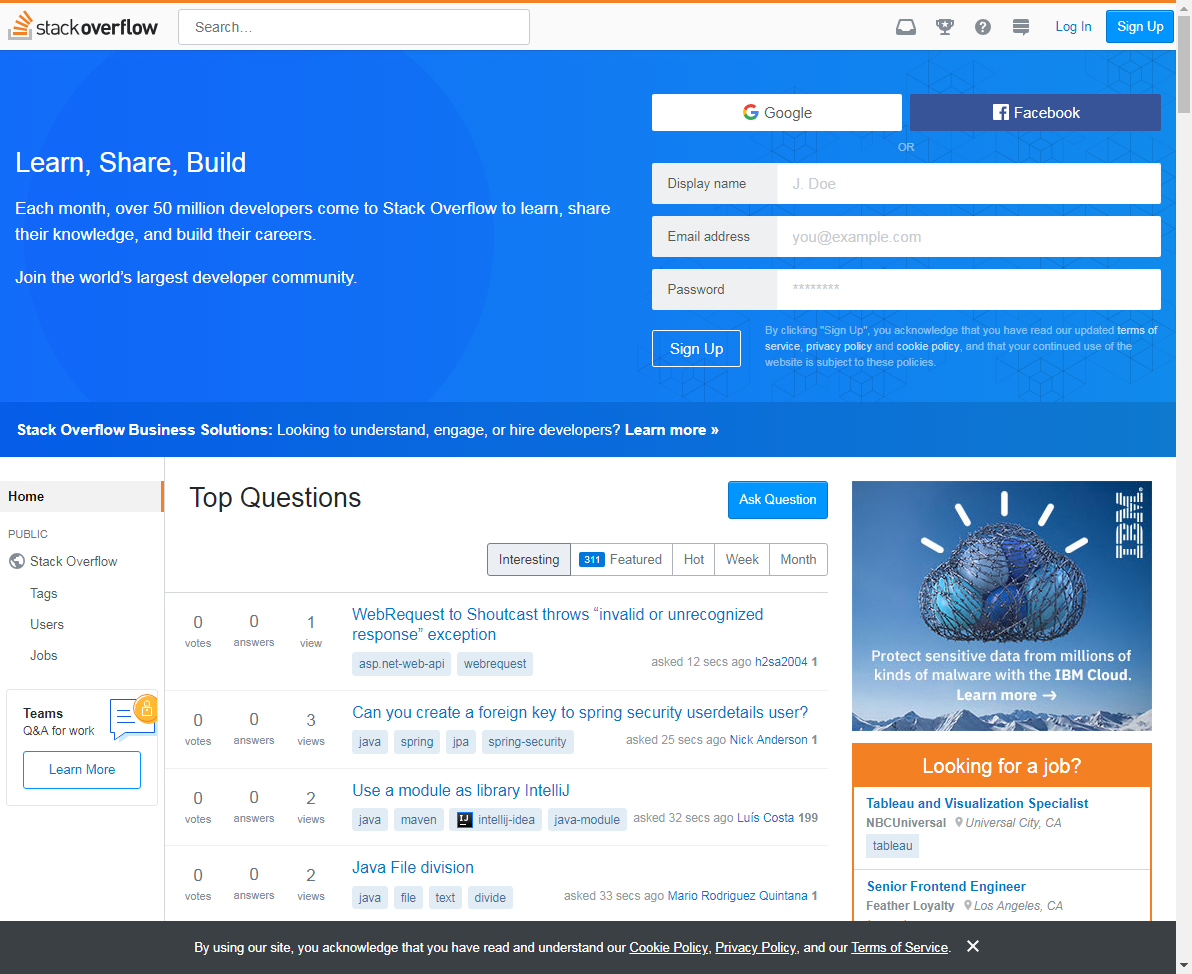 stackoverflow
Search…
Log In
Sign Up
Google
Facebook
OR
Learn, Share, Build
Each month, over 50 million developers come to Stack Overflow to learn, share
their knowledge, and build their careers.
Join the world's largest developer community.
Display name
J. Doe
Email address
you@example.com
Password
********
Sign Up
By clicking "Sign Up", you acknowledge that you have read our updated terms of
service, privacy policy and cookie policy, and that your continued use of the
website is subject to these policies.
Stack Overflow Business Solutions: Looking to understand, engage, or hire developers? Learn more »
Home
PUBLIC
Stack Overflow
Tags
Users
Jobs
Teams
Q&A for work
Learn More
Top Questions
Ask Question
Interesting
311 Featured
Hot
Week
Month
0 votes
0 answers
1 view
WebRequest to Shoutcast throws “invalid or unrecognized
response” exception
asp.net-web-api webrequest
asked 12 secs ago h2sa2004 1
0 votes
0 answers
3 views
Can you create a foreign key to spring security userdetails user?
java spring jpa spring-security
asked 25 secs ago Nick Anderson 1
0 votes
0 answers
2 views
Use a module as library IntelliJ
java maven IJ intellij-idea java-module
asked 32 secs ago Luís Costa 199
0 votes
0 answers
2 views
Java File division
java file text divide
asked 33 secs ago Mario Rodriguez Quintana 1
IBM
Protect sensitive data from millions of
kinds of malware with the IBM Cloud.
Learn more →
Looking for a job?
Tableau and Visualization Specialist
NBCUniversal Universal City, CA
tableau
Senior Frontend Engineer
Feather Loyalty Los Angeles, CA
By using our site, you acknowledge that you have read and understand our Cookie Policy, Privacy Policy, and our Terms of Service.